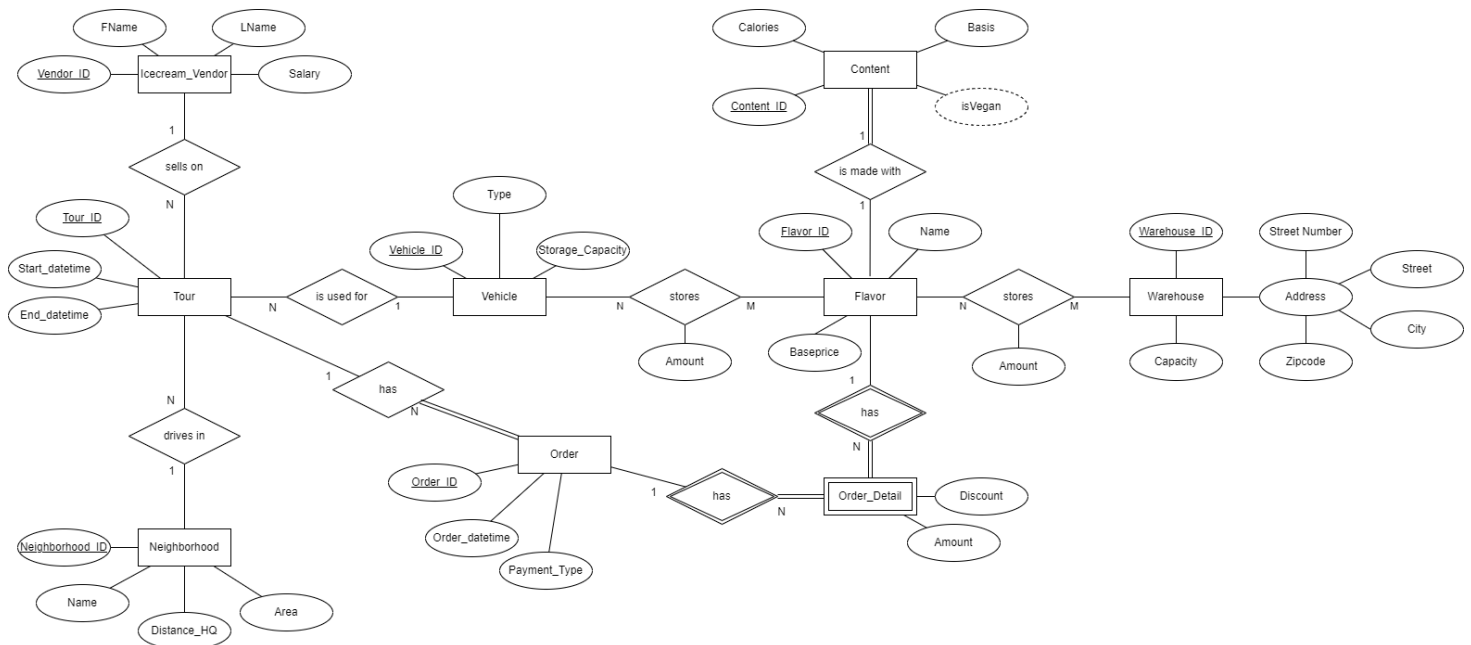 FName
LName
Vendor_ID
Icecream_Vendor
Salary
1
sells on
N
Tour_ID
Start_datetime
End_datetime
Tour
N
is used for
1
Type
Vehicle_ID
Storage_Capacity
Vehicle
N
stores
M
Amount
Calories
Basis
Content
Content_ID
isVegan
1
is made with
1
Flavor_ID
Name
Flavor
Baseprice
N
stores
M
Amount
Warehouse_ID
Warehouse
Capacity
Street Number
Street
Address
City
Zipcode
1
has
N
Order
Order_ID
Order_datetime
Payment_Type
1
has
N
1
has
N
Order_Detail
Discount
Amount
N
drives in
1
Neighborhood_ID
Neighborhood
Name
Distance_HQ
Area